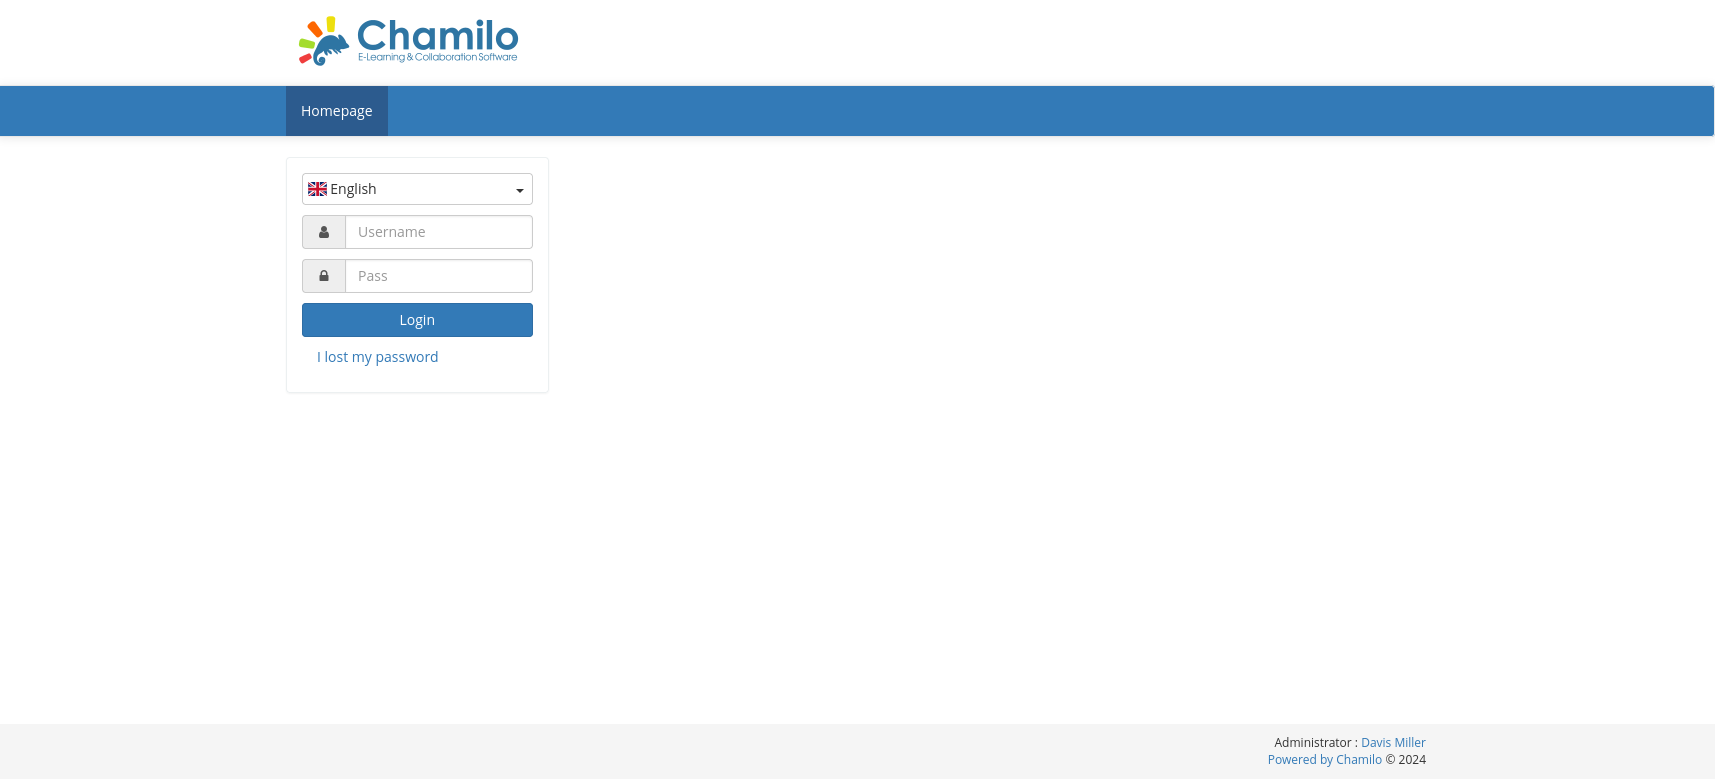 Chamilo
E-Learning & Collaboration Software
Homepage
English
Username
Pass
Login
I lost my password
Administrator : Davis Miller
Powered by Chamilo © 2024